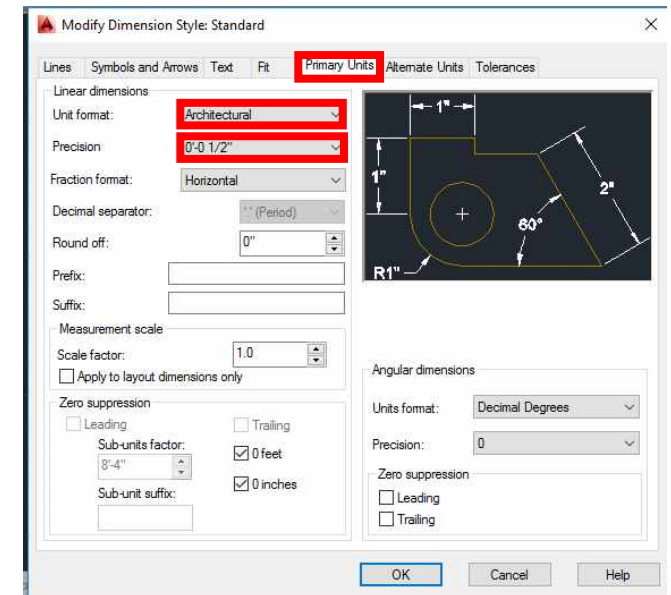 Modify Dimension Style: Standard
Lines Symbols and Arrows Text Fit Primary Units Alternate Units Tolerances
Linear dimensions
Unit format: Architectural
Precision 0'-0 1/2"
Fraction format: Horizontal
Decimal separator: '.' (Period)
Round off: 0"
Prefix:
Suffix:
Measurement scale
Scale factor: 1.0
Apply to layout dimensions only
Zero suppression
Leading Trailing
Sub-units factor: 0 feet
8'-4"
0 inches
Sub-unit suffix:
1"
1"
2"
60°
R1"
Angular dimensions
Units format: Decimal Degrees
Precision: 0
Zero suppression
Leading
Trailing
OK Cancel Help